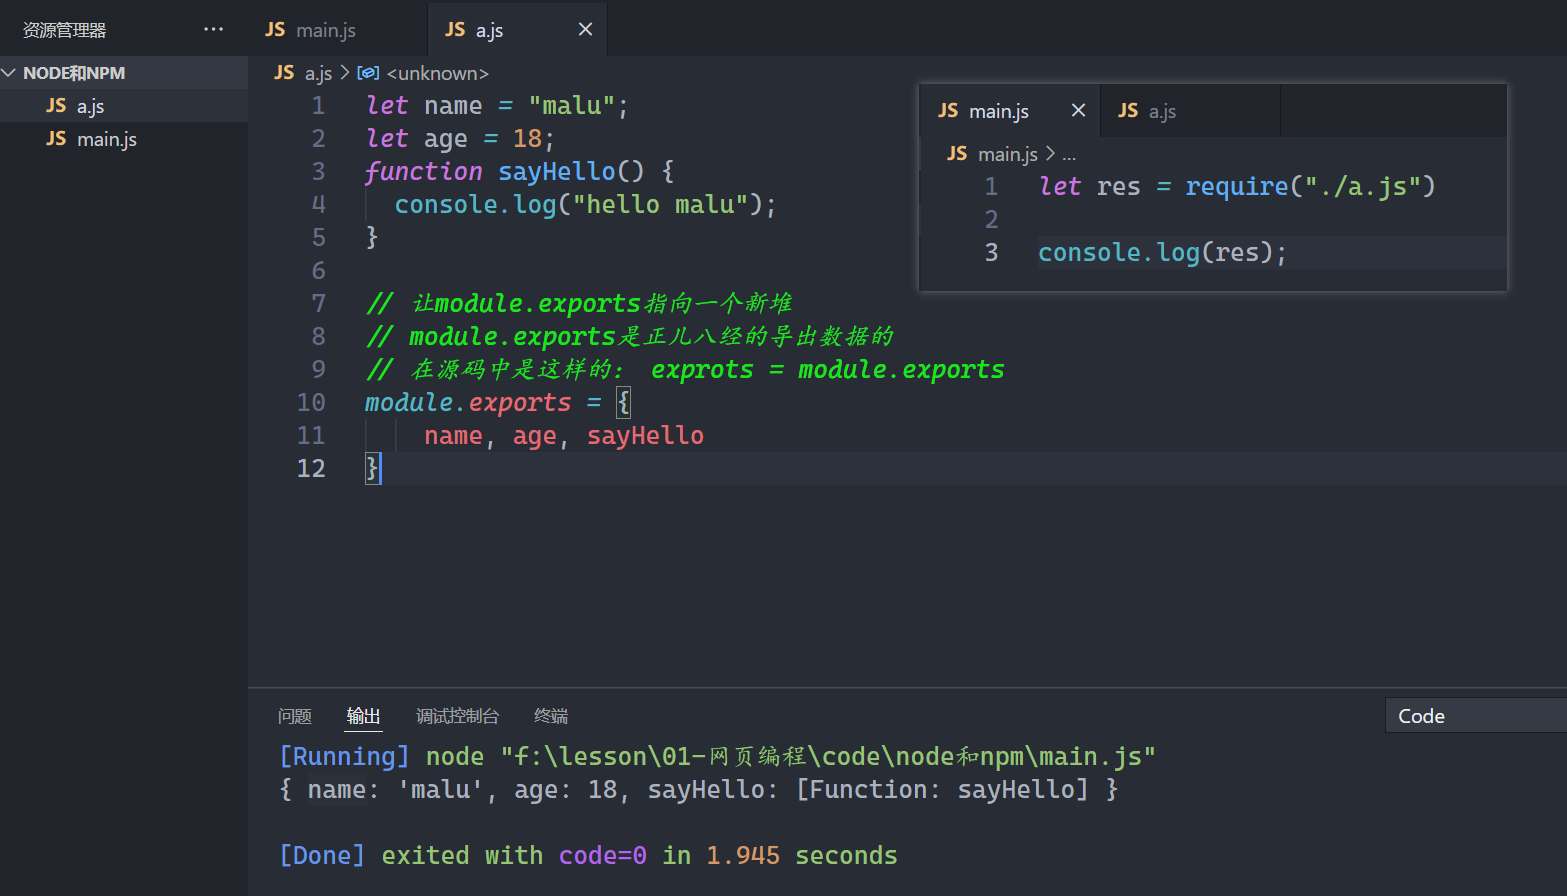 资源管理器 ···
JS main.js
JS a.js ×
NODE和NPM
JS a.js
JS main.js
JS a.js > <unknown>
1 let name = "malu";
2 let age = 18;
3 function sayHello() {
4 console.log("hello malu");
5 }
6
7 // 让module.exports指向一个新堆
8 // module.exports是正儿八经的导出数据的
9 // 在源码中是这样的： exprots = module.exports
10 module.exports = {
11 name, age, sayHello
12 }
JS main.js × JS a.js
JS main.js > ...
1 let res = require("./a.js")
2
3 console.log(res);
问题 输出 调试控制台 终端 Code
[Running] node "f:\lesson\01-网页编程\code\node和npm\main.js"
{ name: 'malu', age: 18, sayHello: [Function: sayHello] }
[Done] exited with code=0 in 1.945 seconds